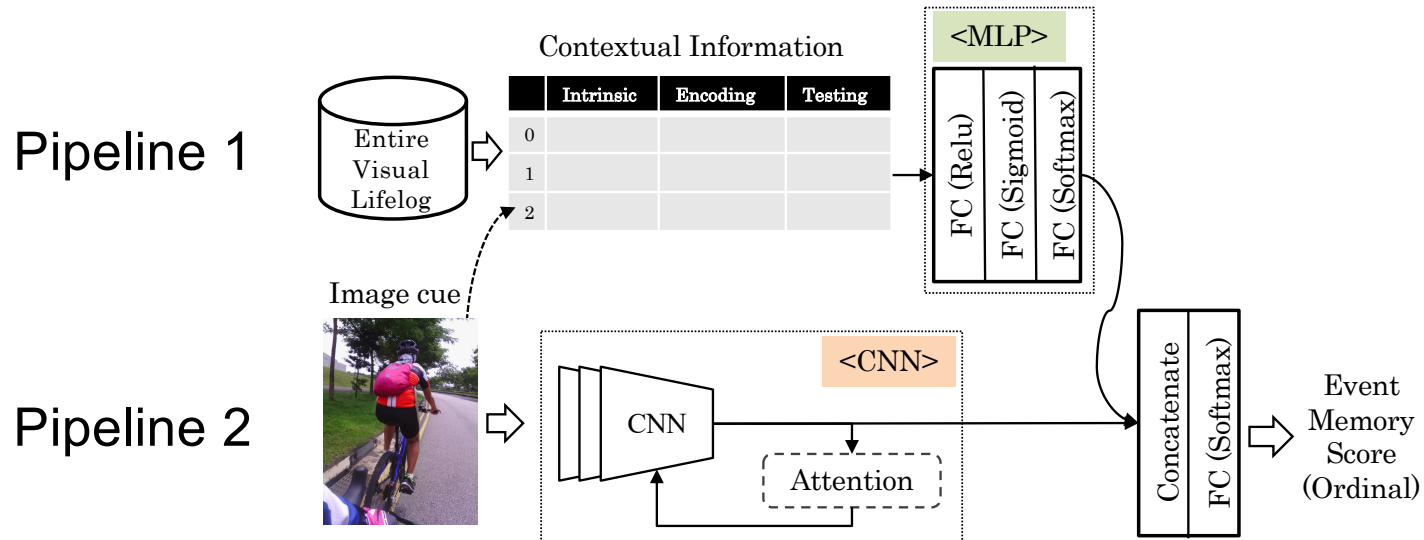 <MLP>
Contextual Information
Intrinsic Encoding Testing
Pipeline 1
Entire
Visual
Lifelog
0
1
2
FC (Relu)
FC (Sigmoid)
FC (Softmax)
Image cue
<CNN>
Pipeline 2
CNN
Attention
Concatenate
FC (Softmax)
Event
Memory
Score
(Ordinal)